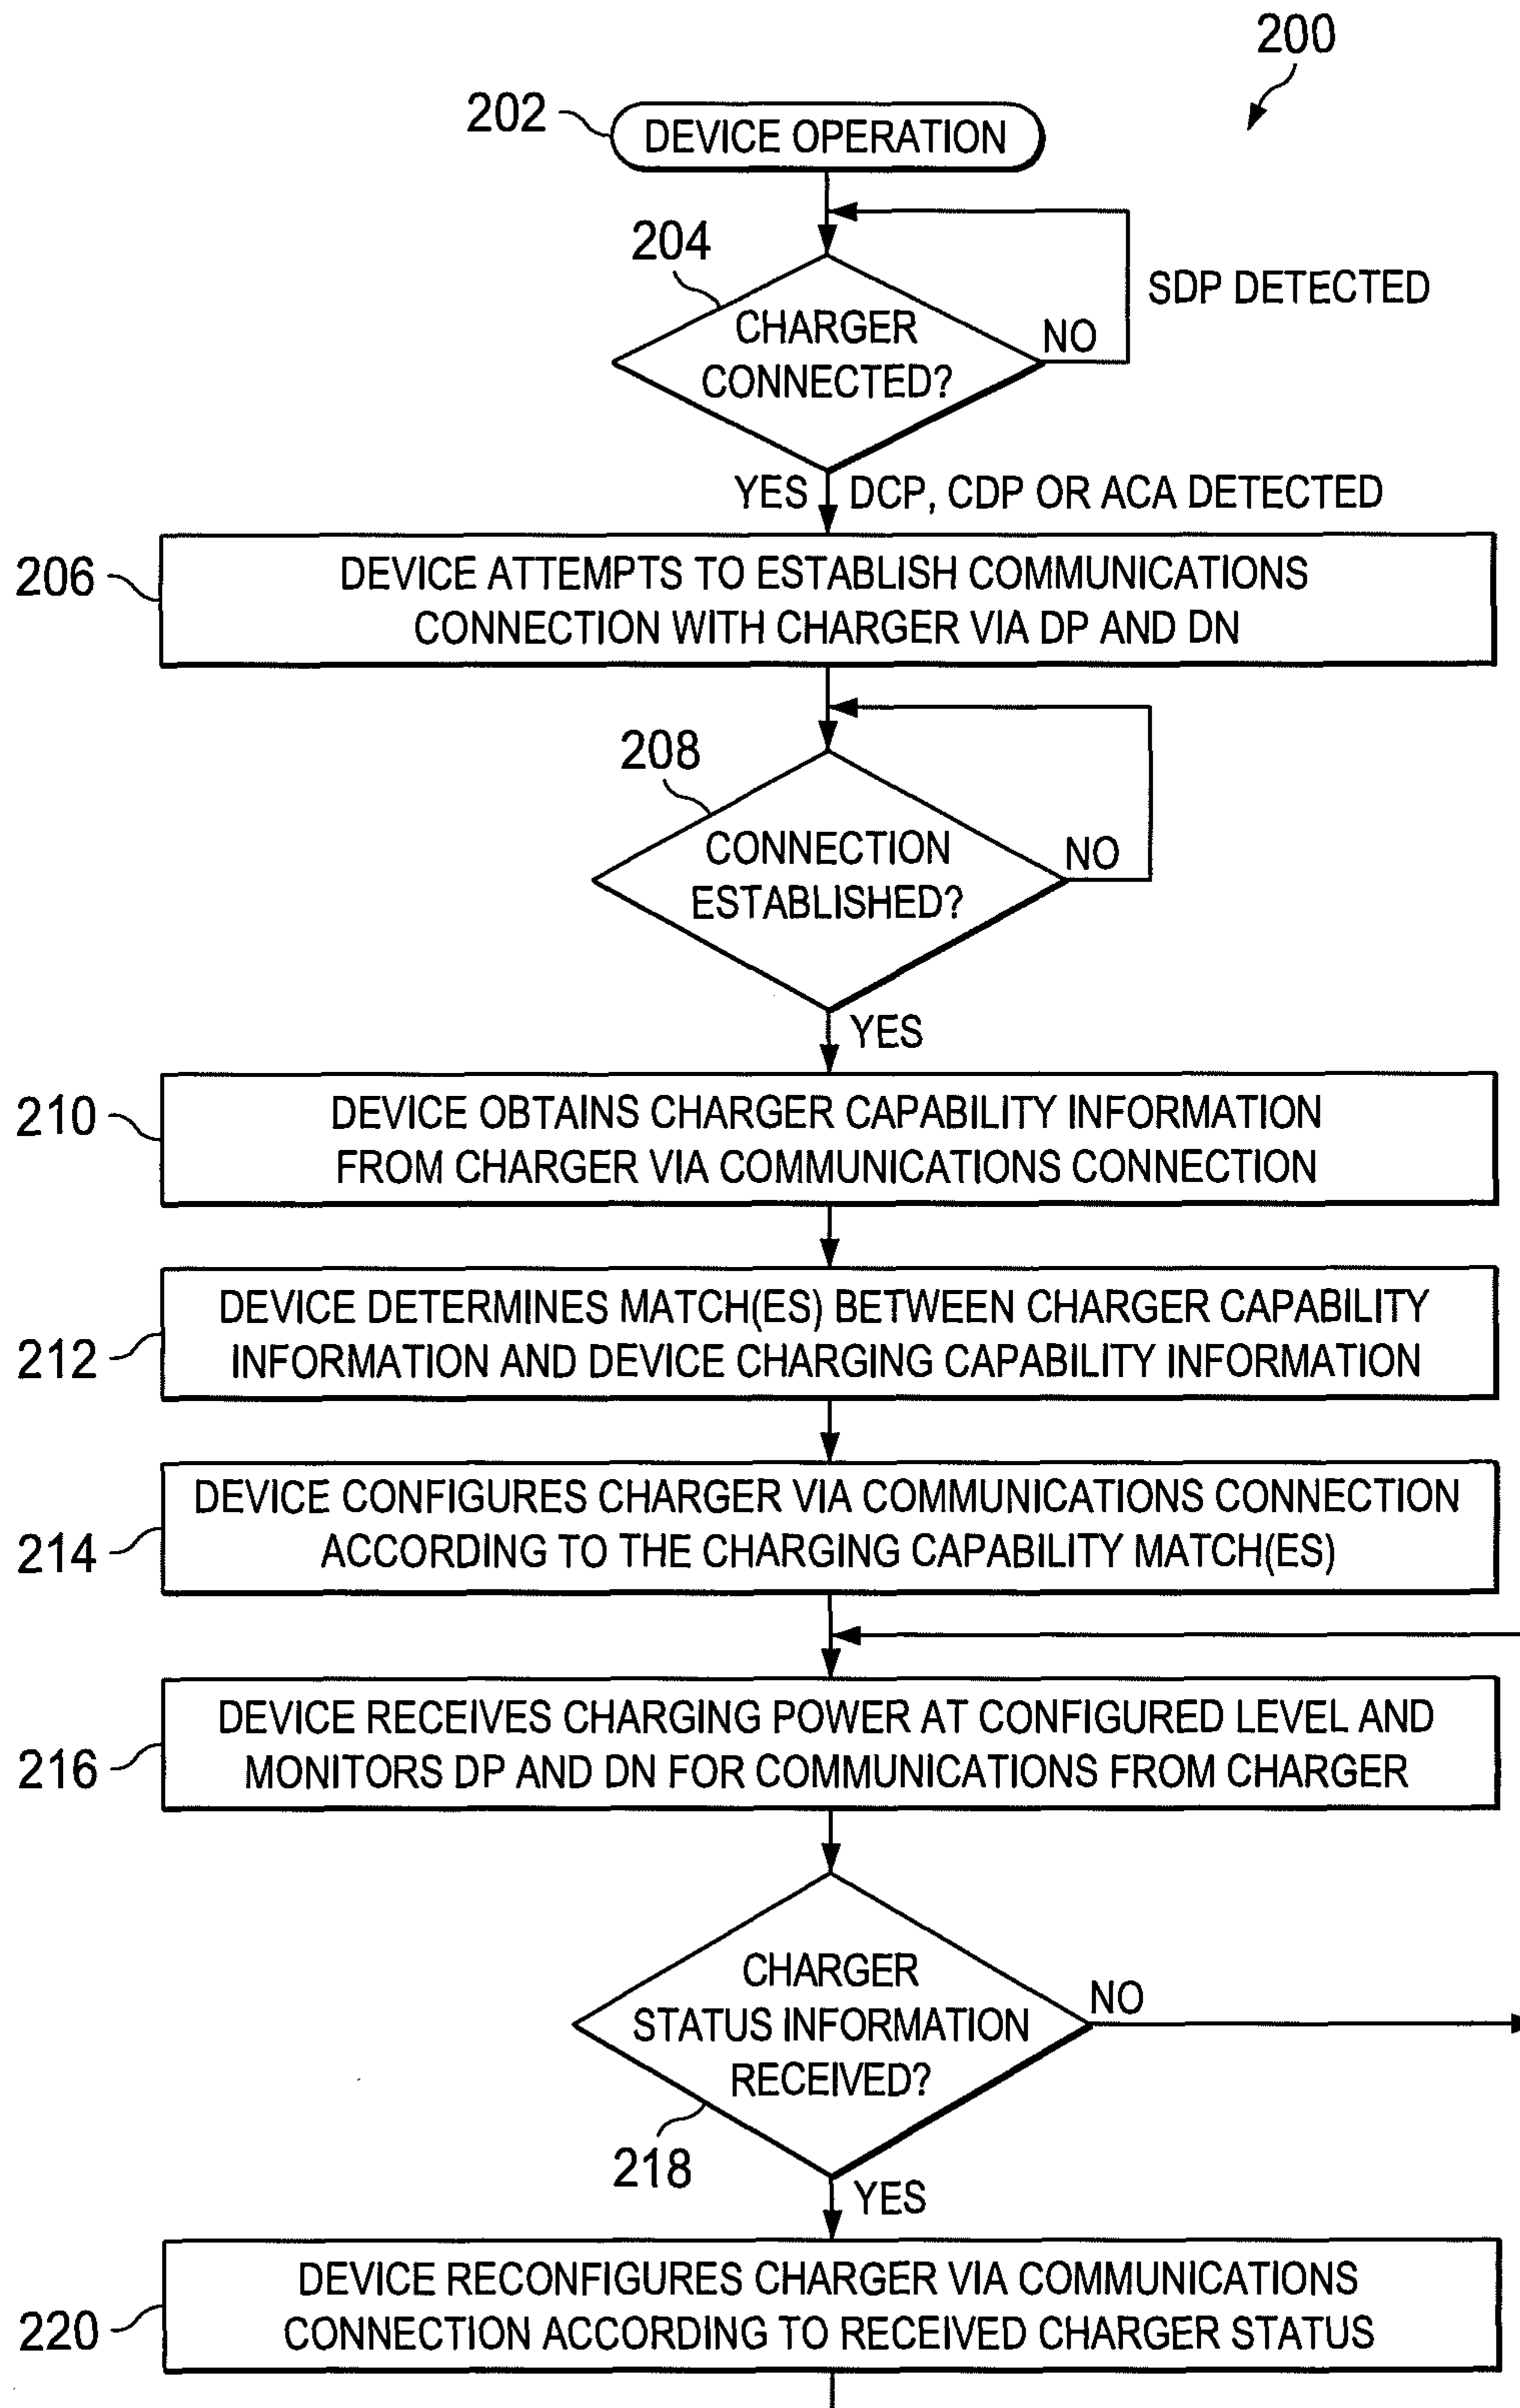 200
202
DEVICE OPERATION
204
SDP DETECTED
CHARGER
CONNECTED?
NO
YES
DCP, CDP OR ACA DETECTED
206
DEVICE ATTEMPTS TO ESTABLISH COMMUNICATIONS
CONNECTION WITH CHARGER VIA DP AND DN
208
CONNECTION
ESTABLISHED?
NO
YES
210
DEVICE OBTAINS CHARGER CAPABILITY INFORMATION
FROM CHARGER VIA COMMUNICATIONS CONNECTION
212
DEVICE DETERMINES MATCH(ES) BETWEEN CHARGER CAPABILITY
INFORMATION AND DEVICE CHARGING CAPABILITY INFORMATION
214
DEVICE CONFIGURES CHARGER VIA COMMUNICATIONS CONNECTION
ACCORDING TO THE CHARGING CAPABILITY MATCH(ES)
216
DEVICE RECEIVES CHARGING POWER AT CONFIGURED LEVEL AND
MONITORS DP AND DN FOR COMMUNICATIONS FROM CHARGER
CHARGER
STATUS INFORMATION
RECEIVED?
NO
218
YES
220
DEVICE RECONFIGURES CHARGER VIA COMMUNICATIONS
CONNECTION ACCORDING TO RECEIVED CHARGER STATUS